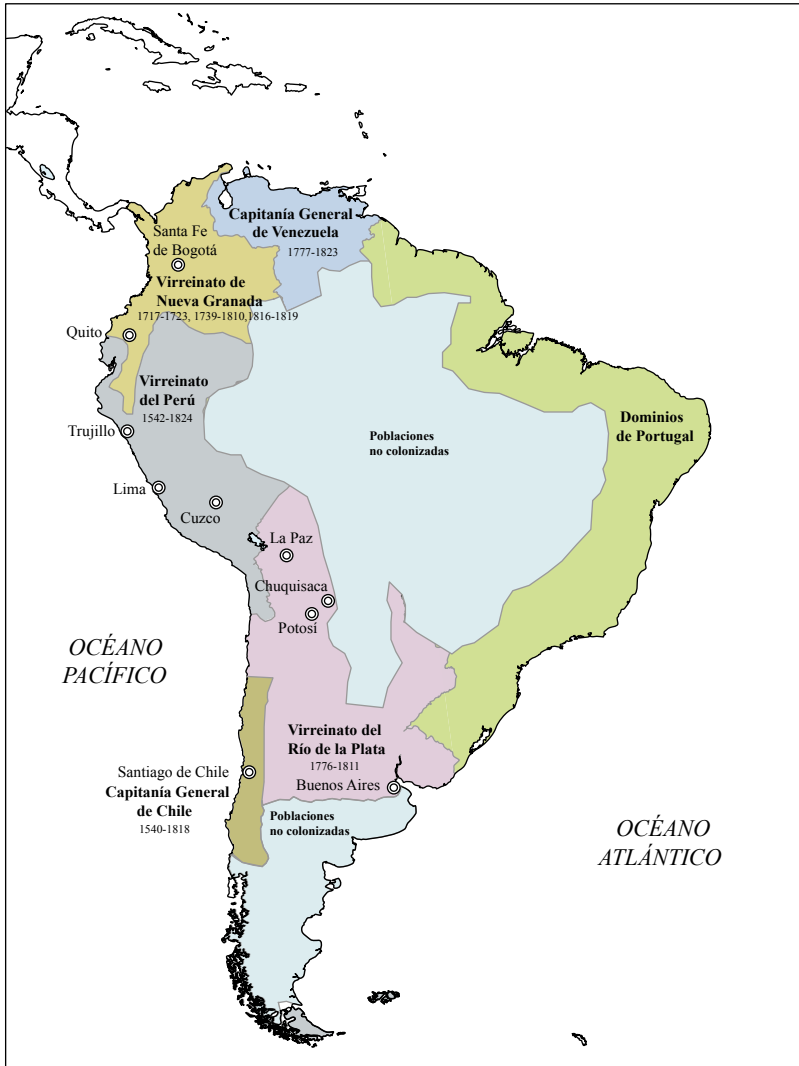 Capitanía General
de Venezuela
1777-1823
Santa Fe
de Bogotá
Virreinato de
Nueva Granada
1717-1723, 1739-1810,1816-1819
Quito
Virreinato
del Perú
1542-1824
Trujillo
Lima
Cuzco
Poblaciones
no colonizadas
Dominios
de Portugal
La Paz
Chuquisaca
Potosí
OCÉANO
PACÍFICO
Virreinato del
Río de la Plata
1776-1811
Buenos Aires
Santiago de Chile
Capitanía General
de Chile
1540-1818
Poblaciones
no colonizadas
OCÉANO
ATLÁNTICO